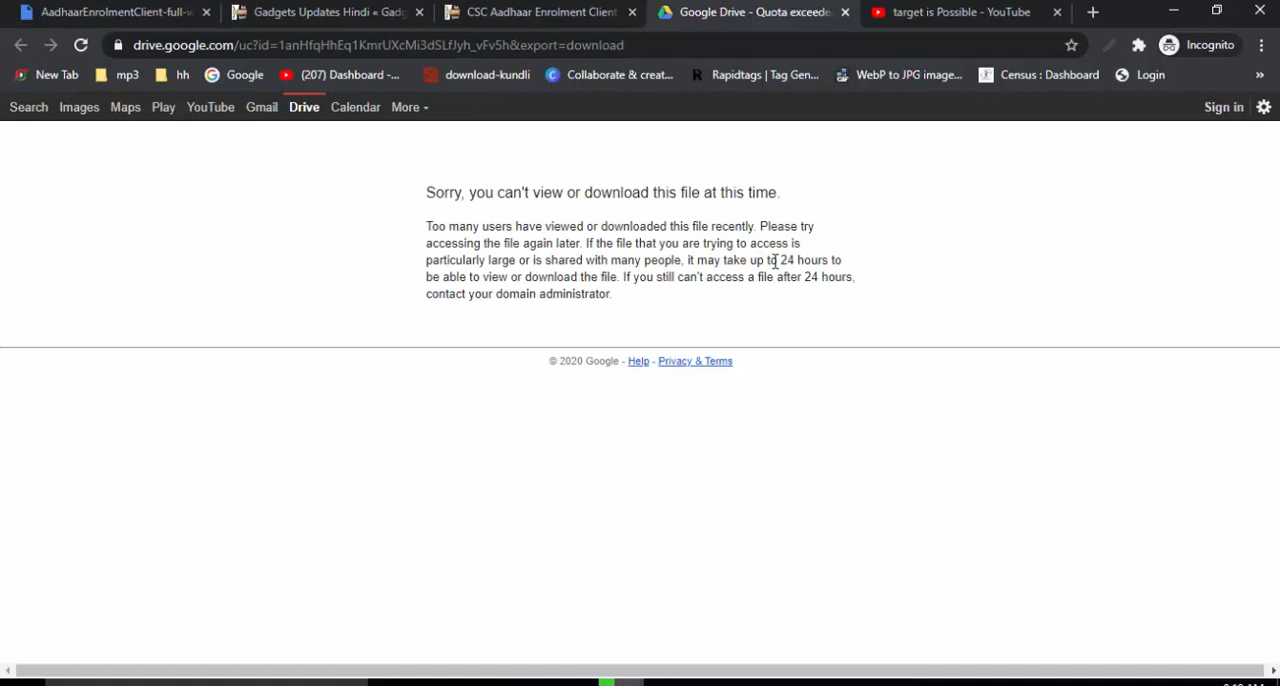 AadhaarEnrolmentClient-full-v
Gadgets Updates Hindi « Gadg
CSC Aadhaar Enrolment Client
Google Drive - Quota exceede
target is Possible - YouTube
drive.google.com/uc?id=1anHfqHhEq1KmrUXcMi3dSLfJyh_vFv5h&export=download
Incognito
New Tab mp3 hh Google (207) Dashboard -... download-kundli Collaborate & creat... Rapidtags | Tag Gen... WebP to JPG image... Census : Dashboard Login »
Search Images Maps Play YouTube Gmail Drive Calendar More Sign in
Sorry, you can't view or download this file at this time.
Too many users have viewed or downloaded this file recently. Please try
accessing the file again later. If the file that you are trying to access is
particularly large or is shared with many people, it may take up to 24 hours to
be able to view or download the file. If you still can't access a file after 24 hours,
contact your domain administrator.
© 2020 Google - Help - Privacy & Terms